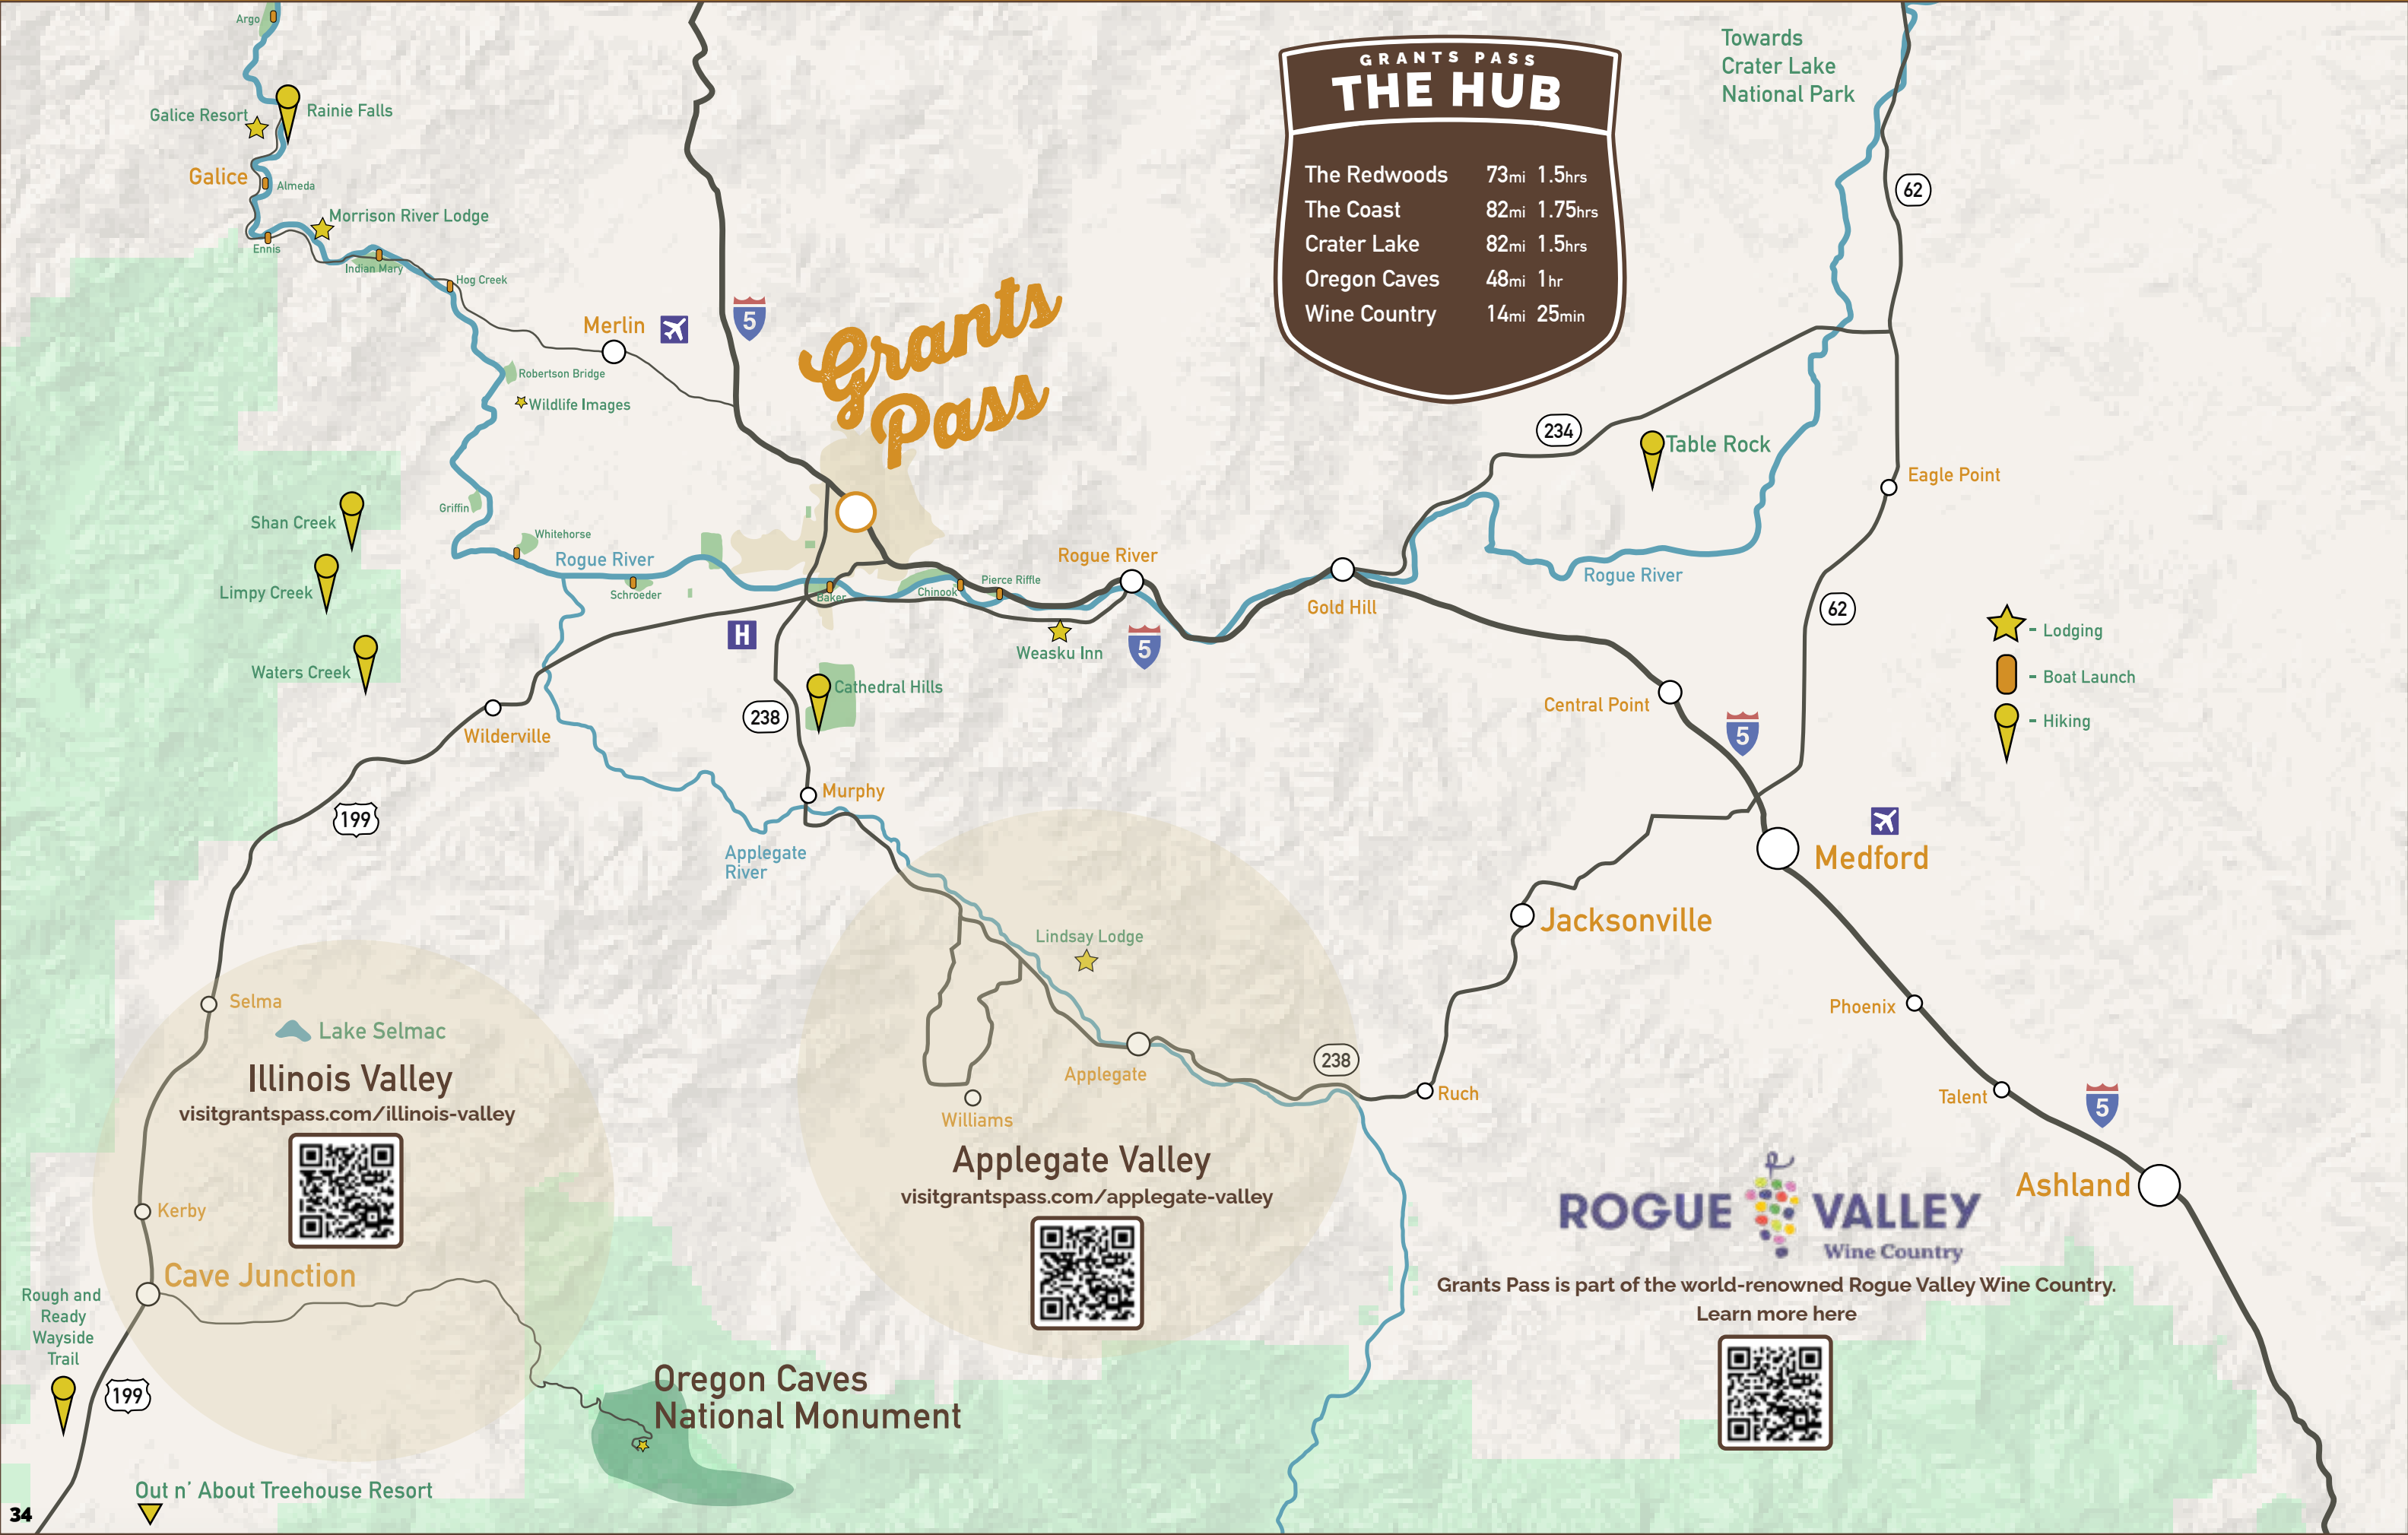 Argo
Galice Resort
Rainie Falls
Galice
Almeda
Morrison River Lodge
Ennis
Indian Mary
Hog Creek
Merlin
5
Grants
Pass
GRANTS PASS
THE HUB
The Redwoods 73mi 1.5hrs
The Coast 82mi 1.75hrs
Crater Lake 82mi 1.5hrs
Oregon Caves 48mi 1hr
Wine Country 14mi 25min
Towards
Crater Lake
National Park
62
Robertson Bridge
Wildlife Images
234
Table Rock
Eagle Point
Griffin
Shan Creek
Whitehorse
Rogue River
Limpy Creek
Schroeder
Baker
Chinook
Pierce Riffle
Rogue River
Gold Hill
Rogue River
62
H
Weasku Inn
5
Lodging
Boat Launch
Hiking
Waters Creek
Cathedral Hills
238
Wilderville
Central Point
5
199
Murphy
Applegate
River
Medford
Jacksonville
Lindsay Lodge
Selma
Lake Selmac
Illinois Valley
visitgrantspass.com/illinois-valley
Applegate
238
Ruch
Williams
Applegate Valley
visitgrantspass.com/applegate-valley
Phoenix
Talent
5
Ashland
Kerby
Cave Junction
Rough and
Ready
Wayside
Trail
199
ROGUE VALLEY
Wine Country
Grants Pass is part of the world-renowned Rogue Valley Wine Country.
Learn more here
Oregon Caves
National Monument
Out n' About Treehouse Resort
34